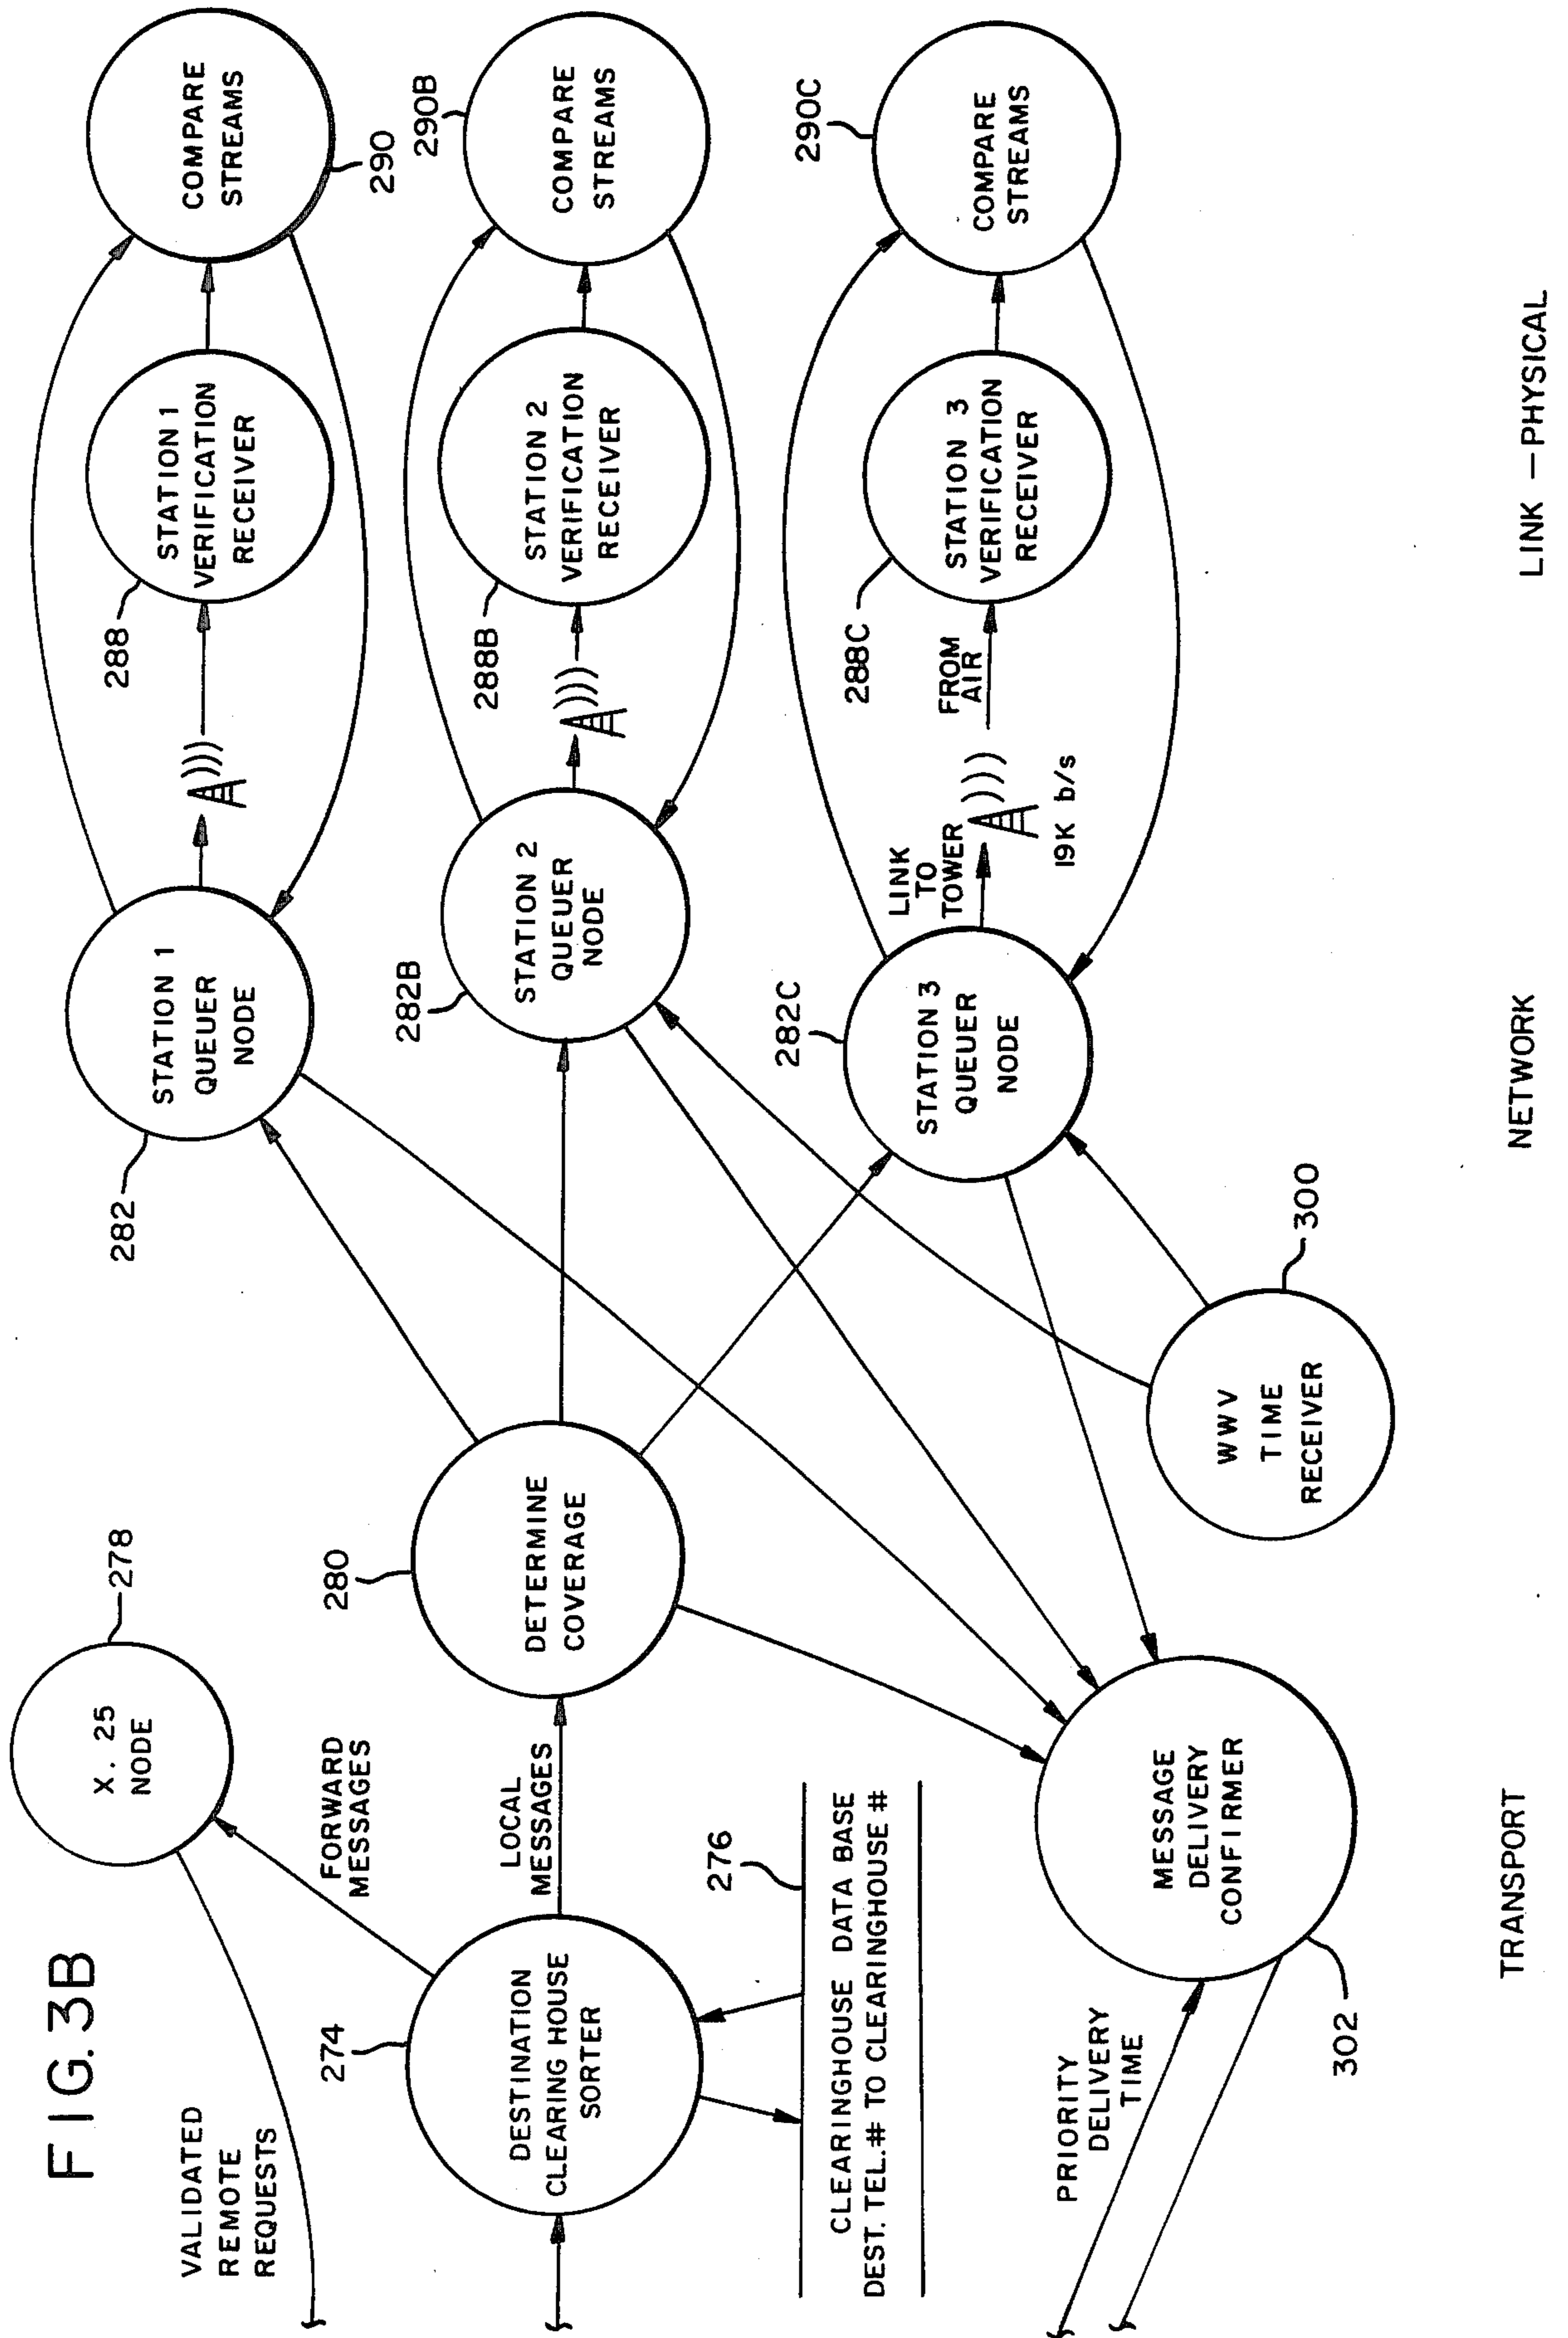 FIG. 3B
VALIDATED
REMOTE
REQUESTS
X. 25
NODE
278
FORWARD
MESSAGES
274
DESTINATION
CLEARING HOUSE
SORTER
LOCAL
MESSAGES
280
DETERMINE
COVERAGE
276
CLEARINGHOUSE DATA BASE
DEST. TEL.# TO CLEARINGHOUSE #
PRIORITY
DELIVERY
TIME
MESSAGE
DELIVERY
CONFIRMER
302
WWV
TIME
RECEIVER
300
282
STATION 1
QUEUER
NODE
288
STATION 1
VERIFICATION
RECEIVER
COMPARE
STREAMS
290
282B
STATION 2
QUEUER
NODE
288B
STATION 2
VERIFICATION
RECEIVER
290B
COMPARE
STREAMS
282C
STATION 3
QUEUER
NODE
LINK
TO
TOWER
19K b/s
FROM
AIR
288C
STATION 3
VERIFICATION
RECEIVER
290C
COMPARE
STREAMS
TRANSPORT
NETWORK
LINK — PHYSICAL